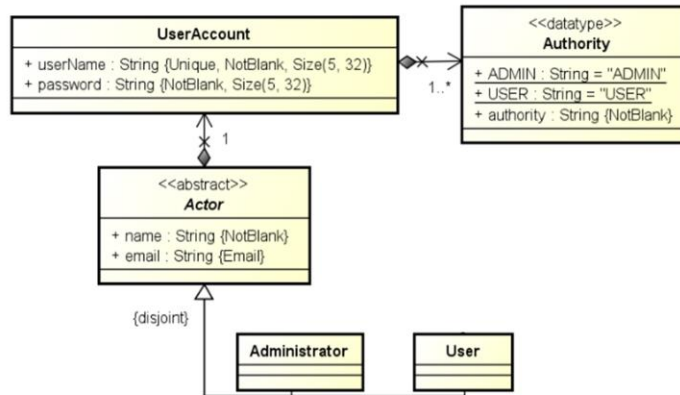 UserAccount
+ userName : String {Unique, NotBlank, Size(5, 32)}
+ password : String {NotBlank, Size(5, 32)}
<<datatype>>
Authority
+ ADMIN : String = "ADMIN"
+ USER : String = "USER"
+ authority : String {NotBlank}
1..*
1
<<abstract>>
Actor
+ name : String {NotBlank}
+ email : String {Email}
{disjoint}
Administrator
User